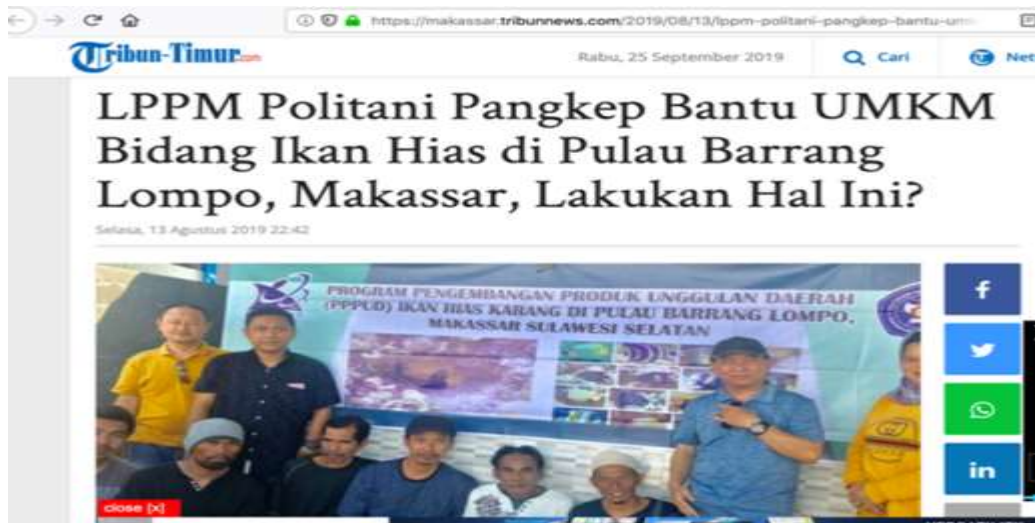 https://makassar.tribunnews.com/2019/08/13/lppm-politani-pangkep-bantu-um
Tribun-Timur.com
Rabu, 25 September 2019
Cari
Net
LPPM Politani Pangkep Bantu UMKM
Bidang Ikan Hias di Pulau Barrang
Lompo, Makassar, Lakukan Hal Ini?
Selasa, 13 Agustus 2019 22:42
PROGRAM PENGEMBANGAN PRODUK UNGGULAN DAERAH
(PPPUD) IKAN HIAS KARANG DI PULAU BARRANG LOMPO,
MAKASSAR SULAWESI SELATAN
f
in
close [x]